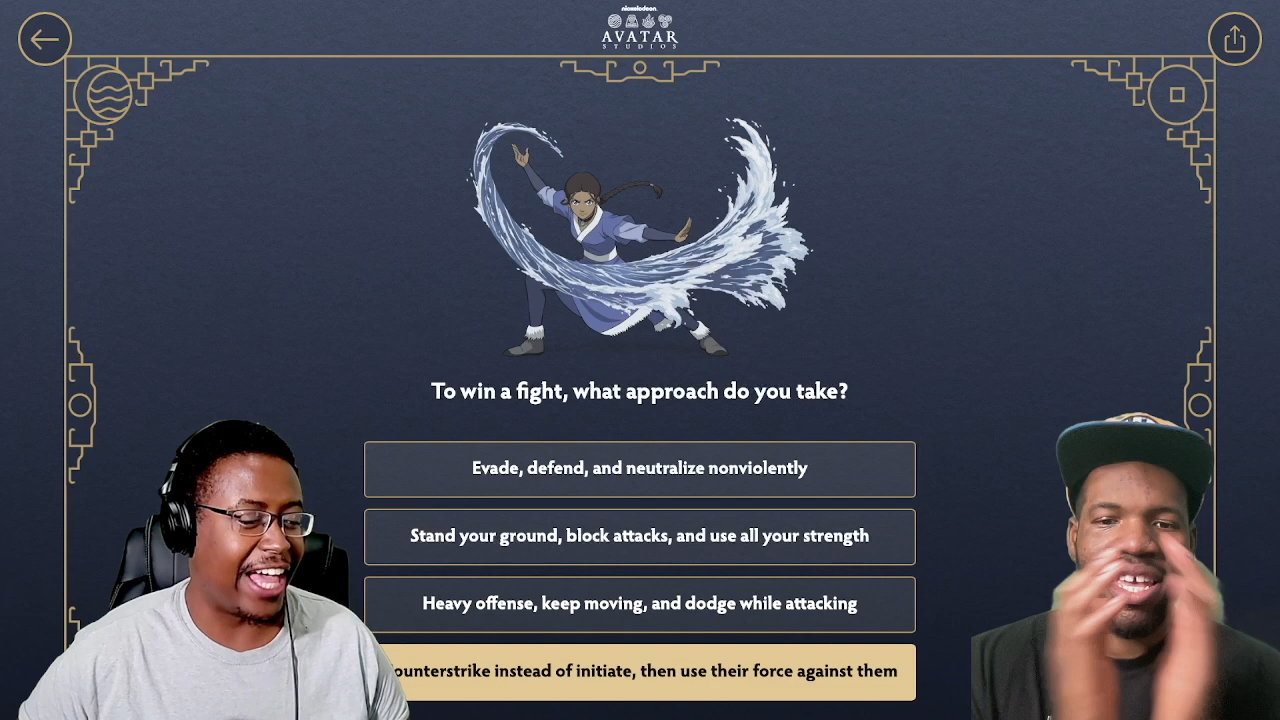 nickelodeon
AVATAR
STUDIOS
To win a fight, what approach do you take?
Evade, defend, and neutralize nonviolently
Stand your ground, block attacks, and use all your strength
Heavy offense, keep moving, and dodge while attacking
ounterstrike instead of initiate, then use their force against them